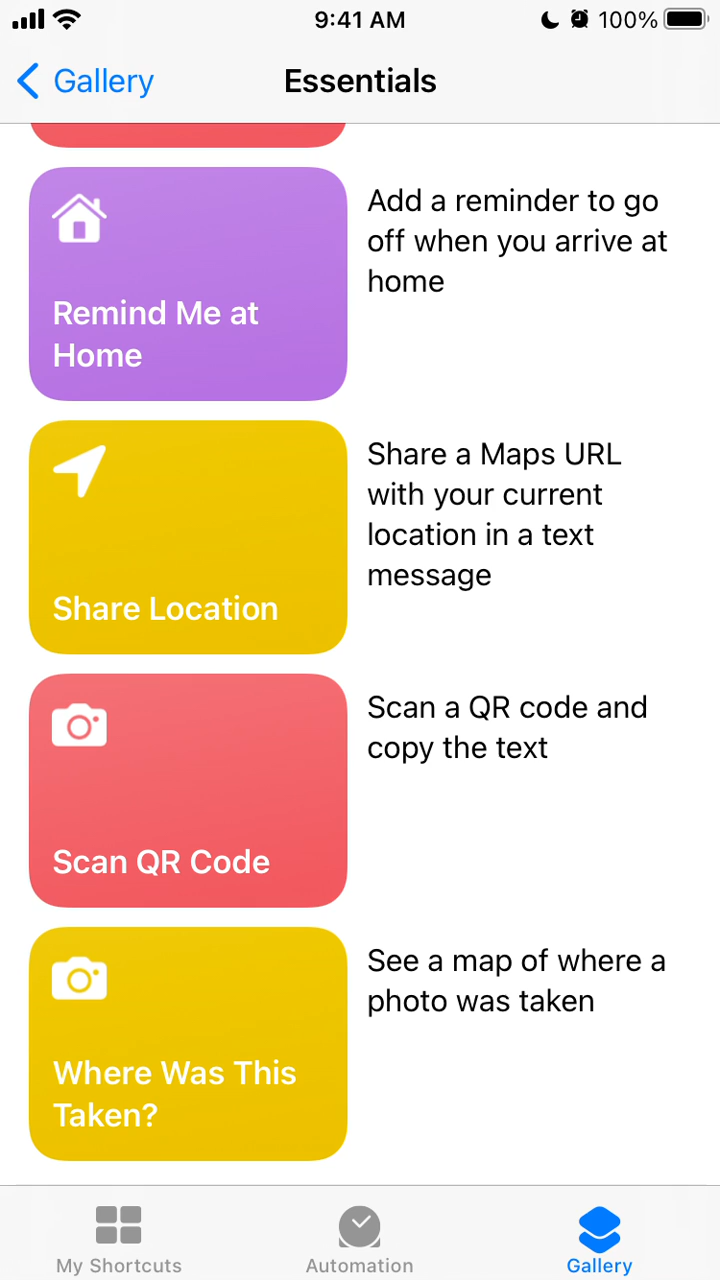 9:41 AM
100%
Gallery
Essentials
Remind Me at
Home
Add a reminder to go
off when you arrive at
home
Share Location
Share a Maps URL
with your current
location in a text
message
Scan QR Code
Scan a QR code and
copy the text
Where Was This
Taken?
See a map of where a
photo was taken
My Shortcuts
Automation
Gallery